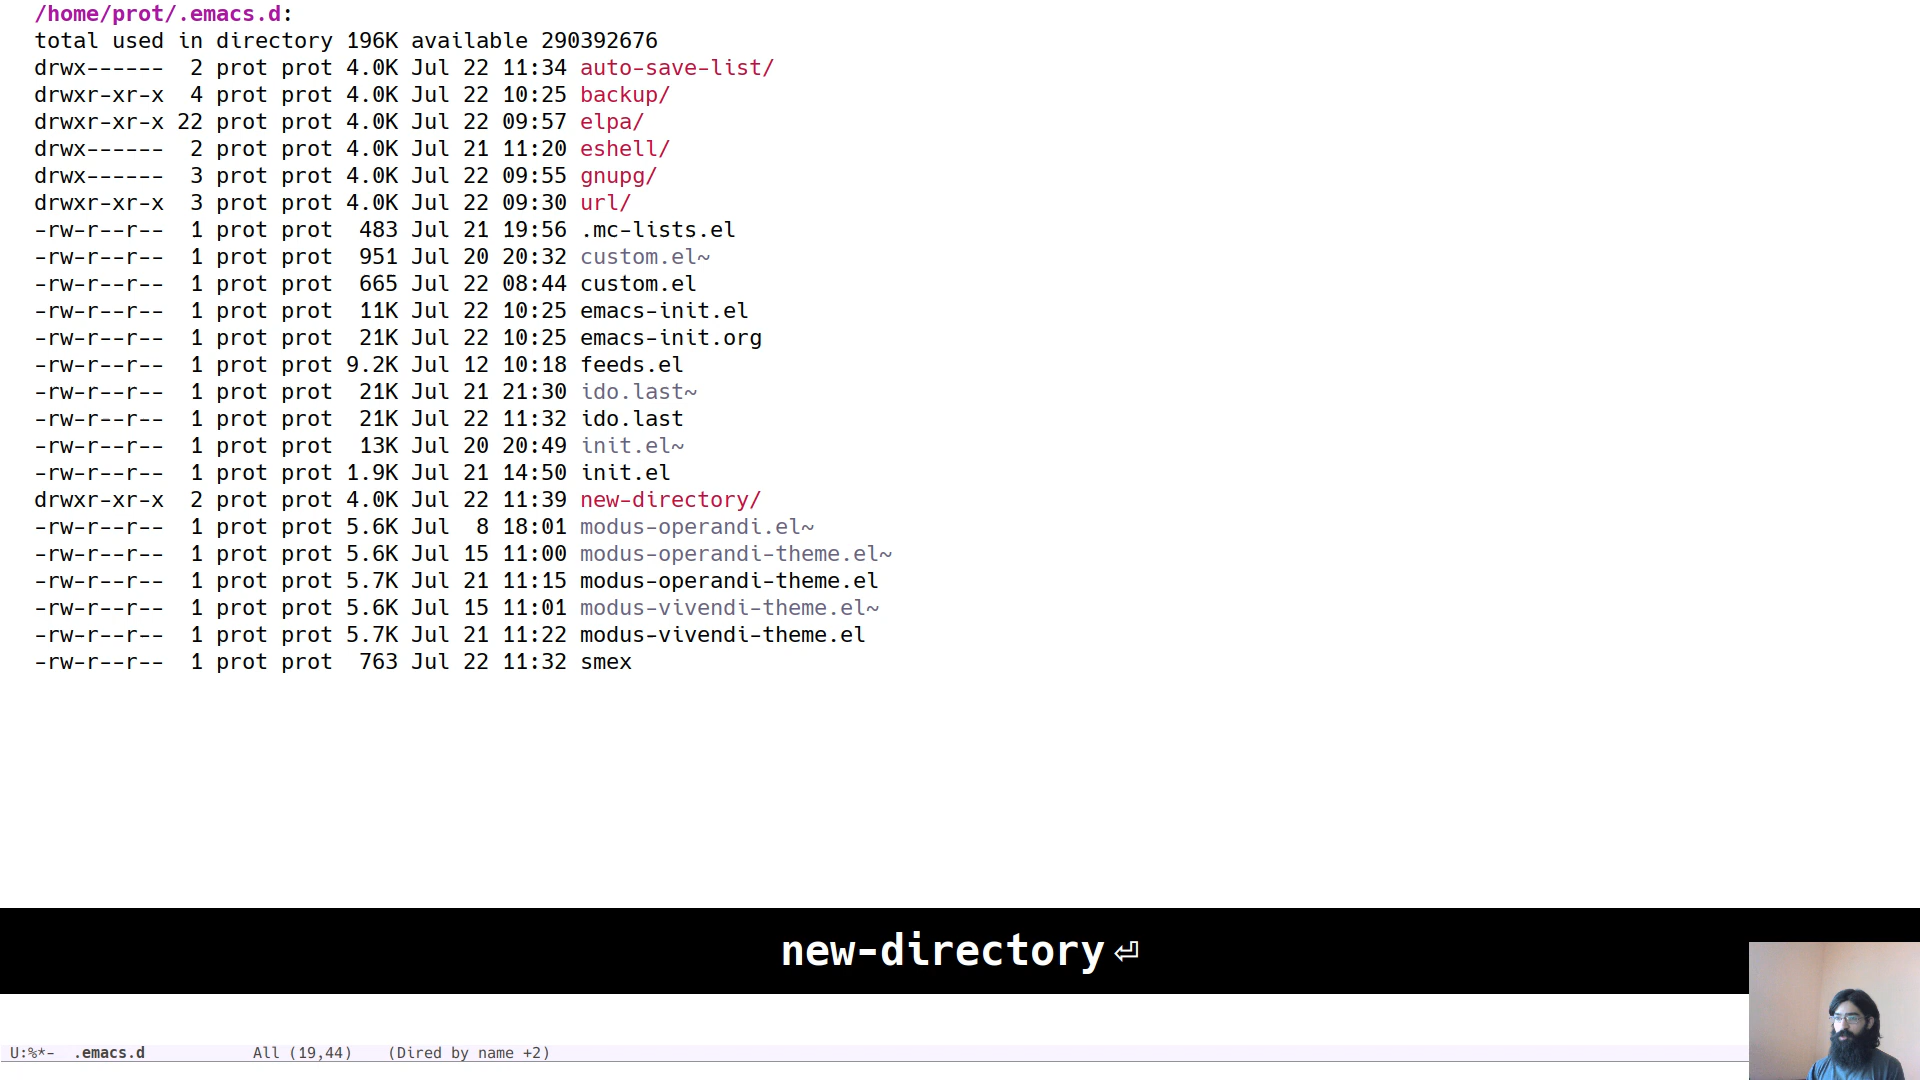 /home/prot/.emacs.d:
total used in directory 196K available 290392676
drwx------  2 prot prot 4.0K Jul 22 11:34 auto-save-list/
drwxr-xr-x  4 prot prot 4.0K Jul 22 10:25 backup/
drwxr-xr-x 22 prot prot 4.0K Jul 22 09:57 elpa/
drwx------  2 prot prot 4.0K Jul 21 11:20 eshell/
drwx------  3 prot prot 4.0K Jul 22 09:55 gnupg/
drwxr-xr-x  3 prot prot 4.0K Jul 22 09:30 url/
-rw-r--r--  1 prot prot  483 Jul 21 19:56 .mc-lists.el
-rw-r--r--  1 prot prot  951 Jul 20 20:32 custom.el~
-rw-r--r--  1 prot prot  665 Jul 22 08:44 custom.el
-rw-r--r--  1 prot prot  11K Jul 22 10:25 emacs-init.el
-rw-r--r--  1 prot prot  21K Jul 22 10:25 emacs-init.org
-rw-r--r--  1 prot prot 9.2K Jul 12 10:18 feeds.el
-rw-r--r--  1 prot prot  21K Jul 21 21:30 ido.last~
-rw-r--r--  1 prot prot  21K Jul 22 11:32 ido.last
-rw-r--r--  1 prot prot  13K Jul 20 20:49 init.el~
-rw-r--r--  1 prot prot 1.9K Jul 21 14:50 init.el
drwxr-xr-x  2 prot prot 4.0K Jul 22 11:39 new-directory/
-rw-r--r--  1 prot prot 5.6K Jul  8 18:01 modus-operandi.el~
-rw-r--r--  1 prot prot 5.6K Jul 15 11:00 modus-operandi-theme.el~
-rw-r--r--  1 prot prot 5.7K Jul 21 11:15 modus-operandi-theme.el
-rw-r--r--  1 prot prot 5.6K Jul 15 11:01 modus-vivendi-theme.el~
-rw-r--r--  1 prot prot 5.7K Jul 21 11:22 modus-vivendi-theme.el
-rw-r--r--  1 prot prot  763 Jul 22 11:32 smex
new-directory⏎
U:%*-  .emacs.d            All (19,44)    (Dired by name +2)